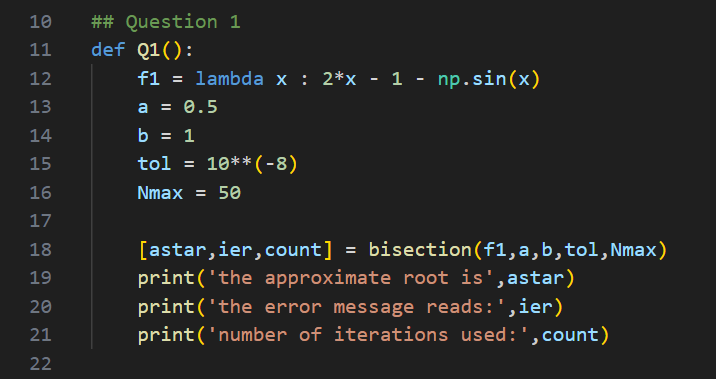 10 ## Question 1
11 def Q1():
12     f1 = lambda x : 2*x - 1 - np.sin(x)
13     a = 0.5
14     b = 1
15     tol = 10**(-8)
16     Nmax = 50
17
18     [astar,ier,count] = bisection(f1,a,b,tol,Nmax)
19     print('the approximate root is',astar)
20     print('the error message reads:',ier)
21     print('number of iterations used:',count)
22